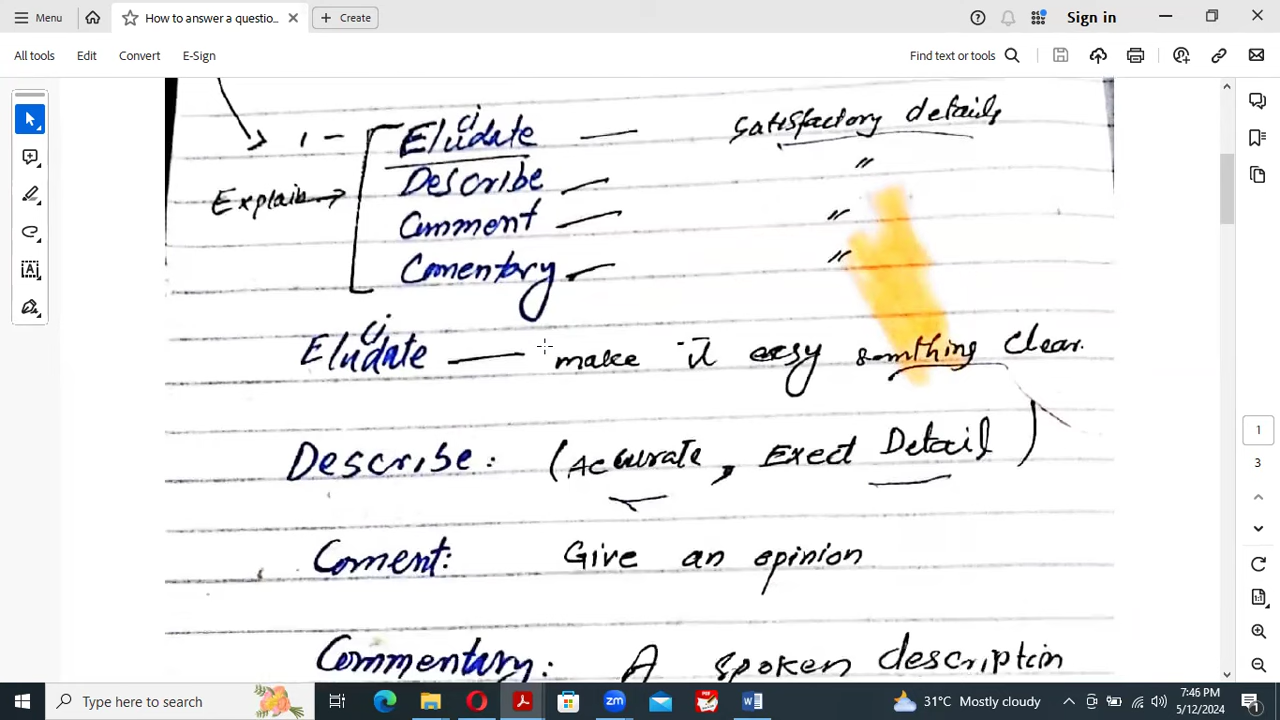 Menu How to answer a questio... Create Sign in
All tools Edit Convert E-Sign Find text or tools
1 - Elucidate — Satisfactory details
Explain → Describe — "
Comment — "
Comentary — "
Elucidate — make it easy somthing clear.
Describe: (Accurate, Exect Detail)
Coment: Give an opinion
Commentary: A spoken description
1
3
Type here to search
31°C Mostly cloudy
7:46 PM
5/12/2024